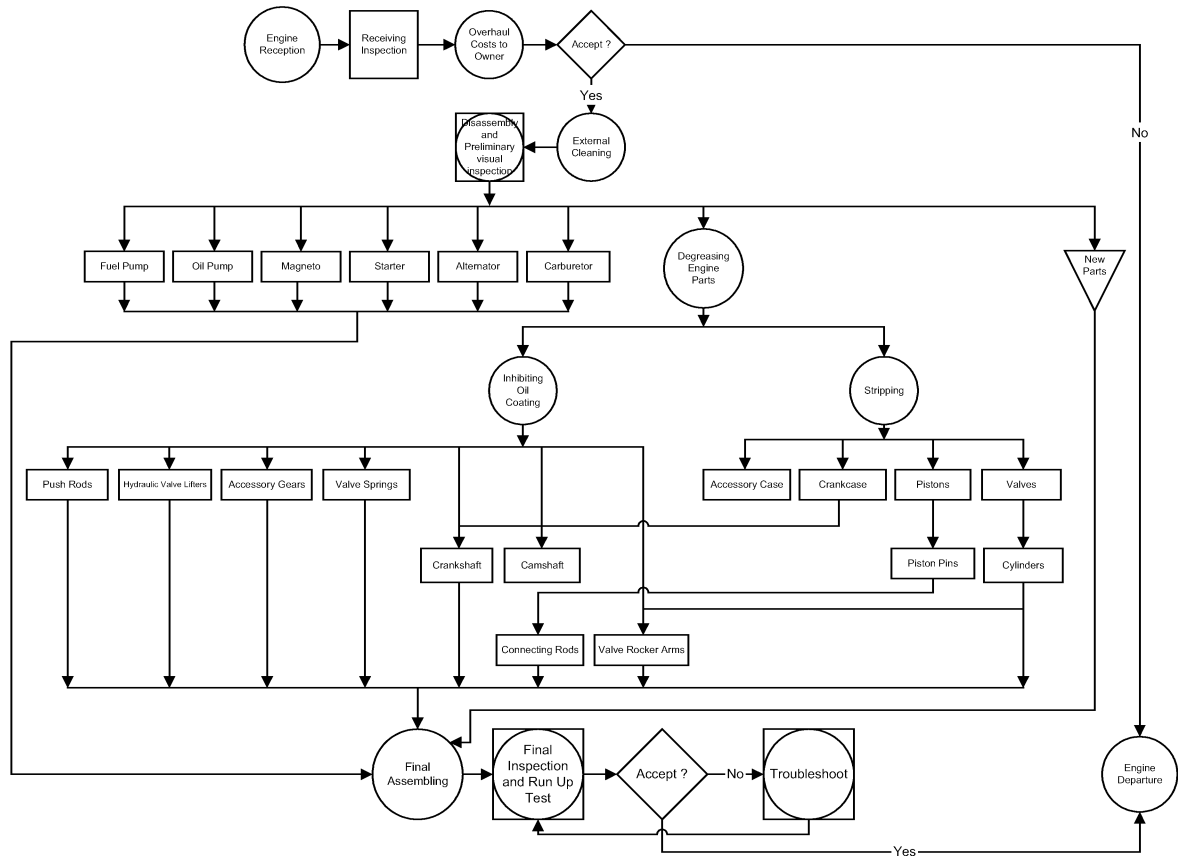 Engine
Reception
Receiving
Inspection
Overhaul
Costs to
Owner
Accept ?
No
Yes
Disassembly
and
Preliminary
visual
inspection
External
Cleaning
Fuel Pump
Oil Pump
Magneto
Starter
Alternator
Carburetor
Degreasing
Engine
Parts
New
Parts
Inhibiting
Oil
Coating
Stripping
Push Rods
Hydraulic Valve Lifters
Accessory Gears
Valve Springs
Accessory Case
Crankcase
Pistons
Valves
Crankshaft
Camshaft
Piston Pins
Cylinders
Connecting Rods
Valve Rocker Arms
Final
Assembling
Final
Inspection
and Run Up
Test
Accept ?
No
Troubleshoot
Engine
Departure
Yes